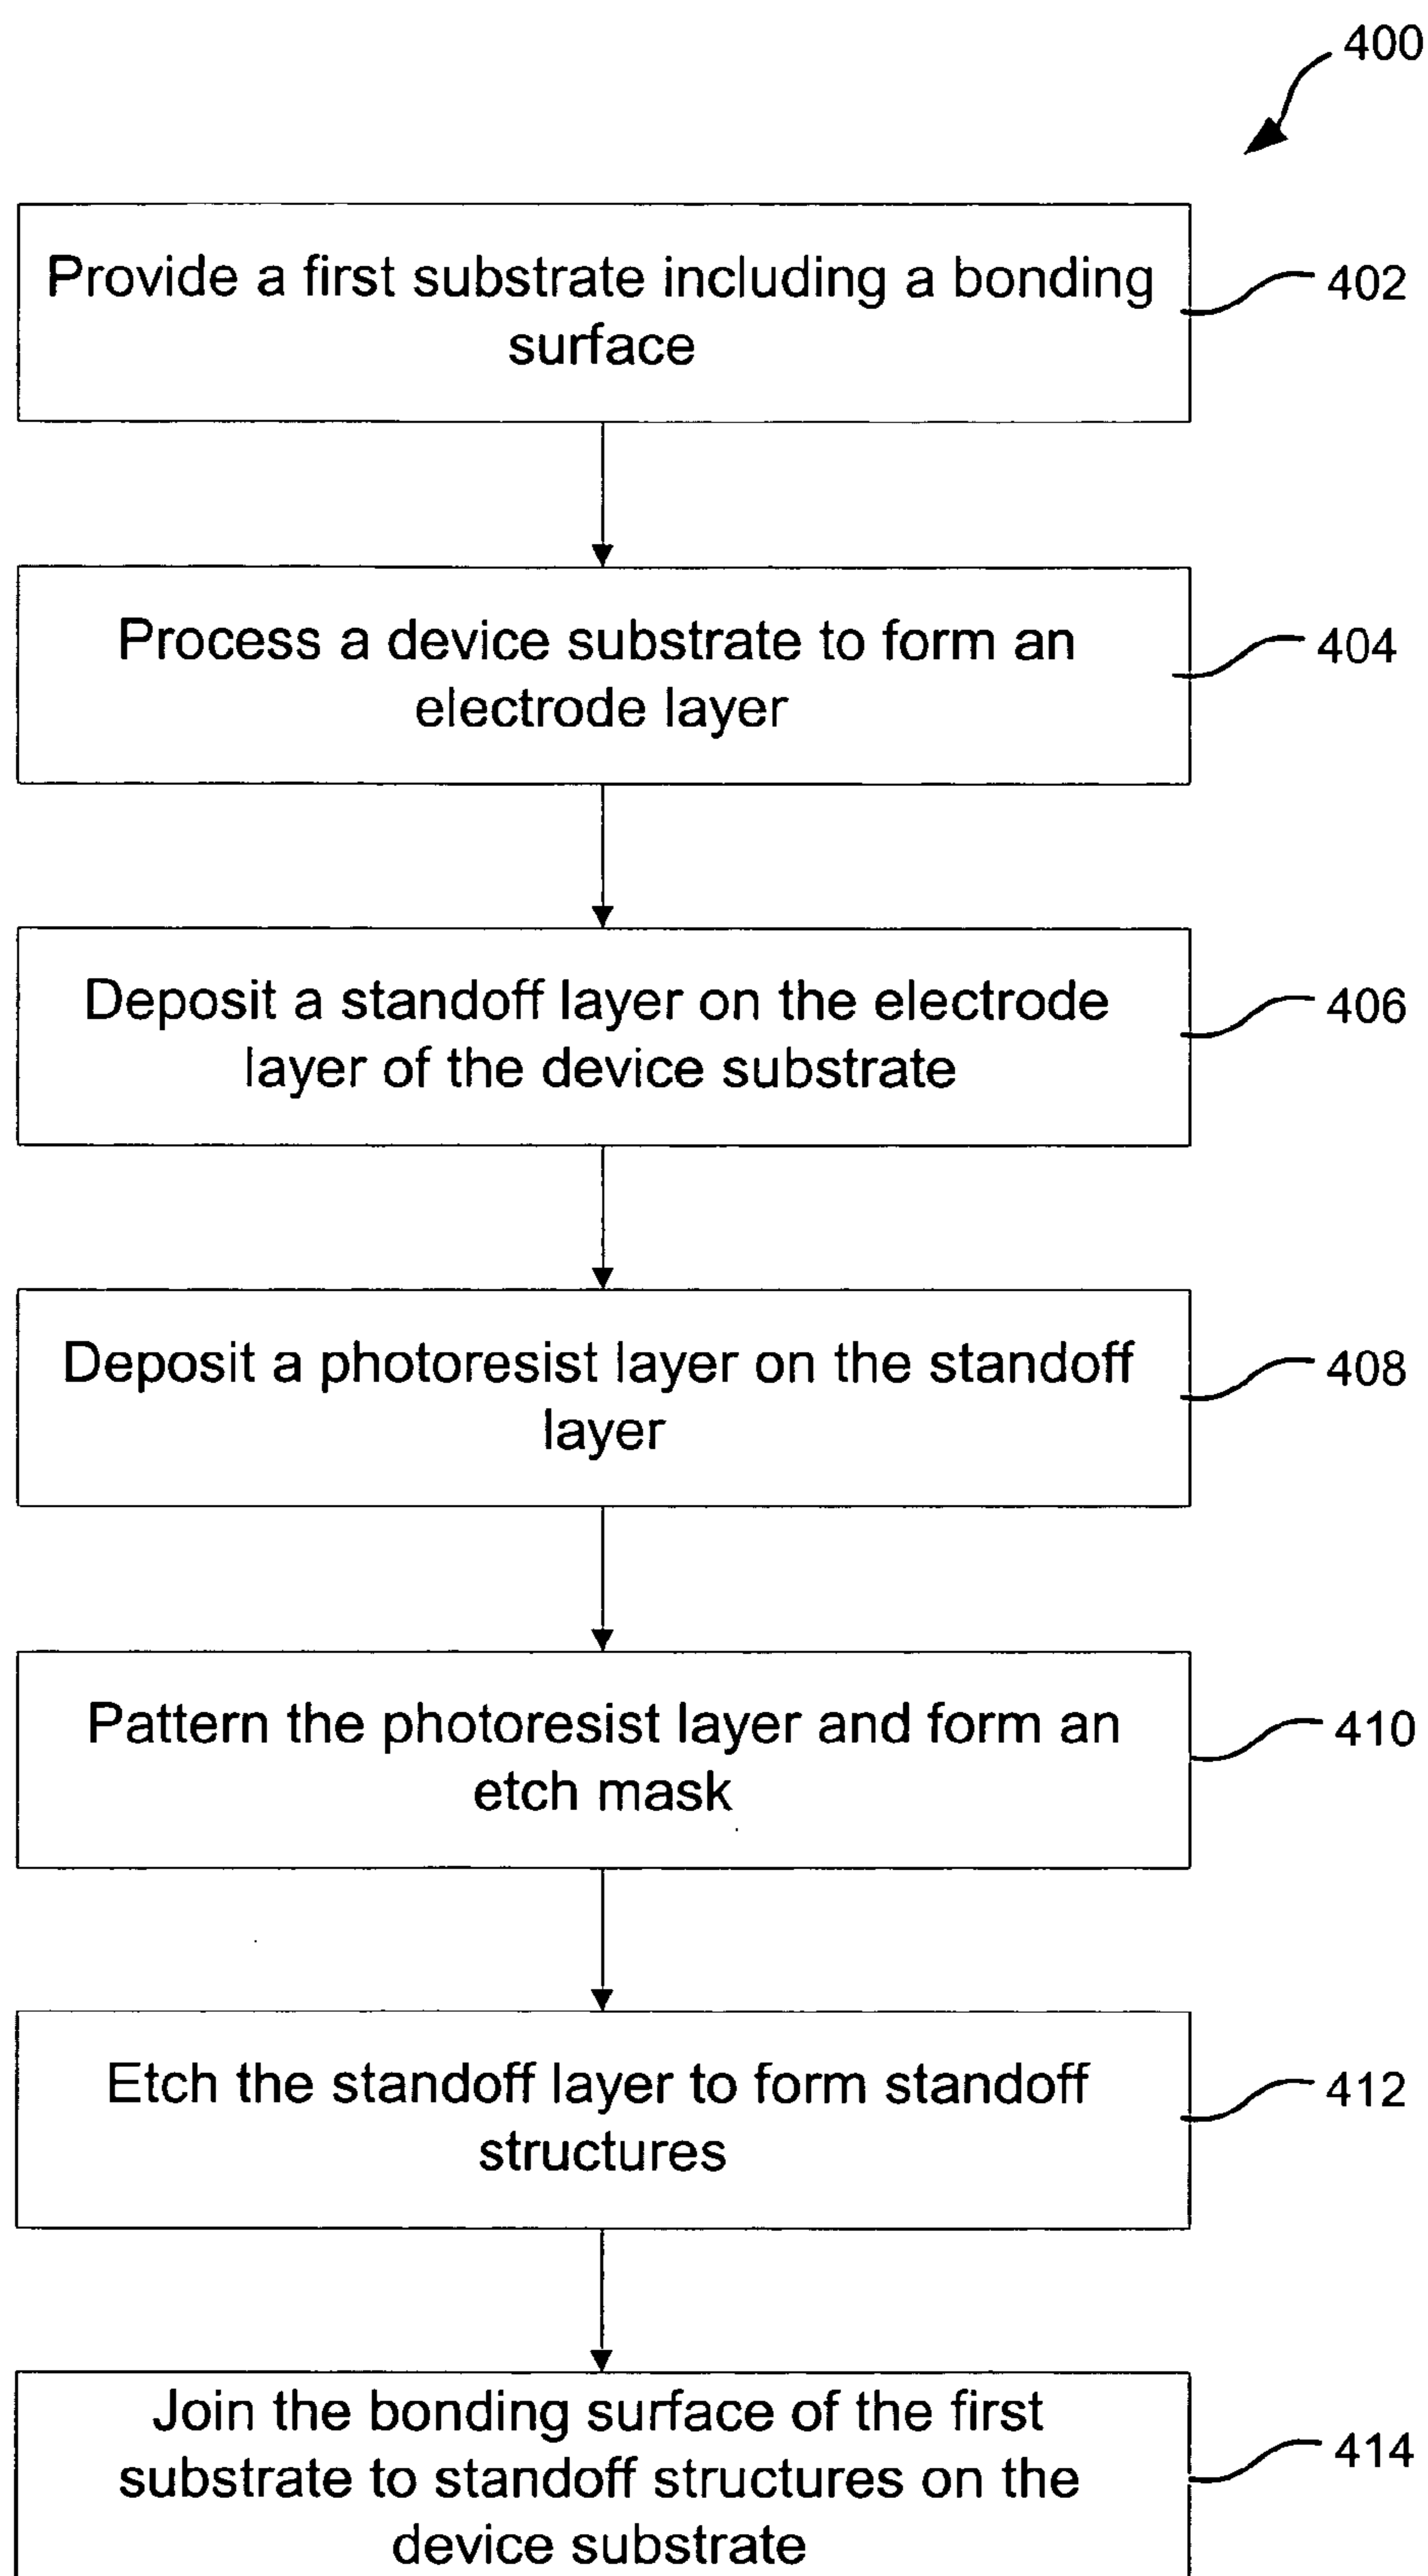 400
Provide a first substrate including a bonding
surface
402
Process a device substrate to form an
electrode layer
404
Deposit a standoff layer on the electrode
layer of the device substrate
406
Deposit a photoresist layer on the standoff
layer
408
Pattern the photoresist layer and form an
etch mask
410
Etch the standoff layer to form standoff
structures
412
Join the bonding surface of the first
substrate to standoff structures on the
device substrate
414